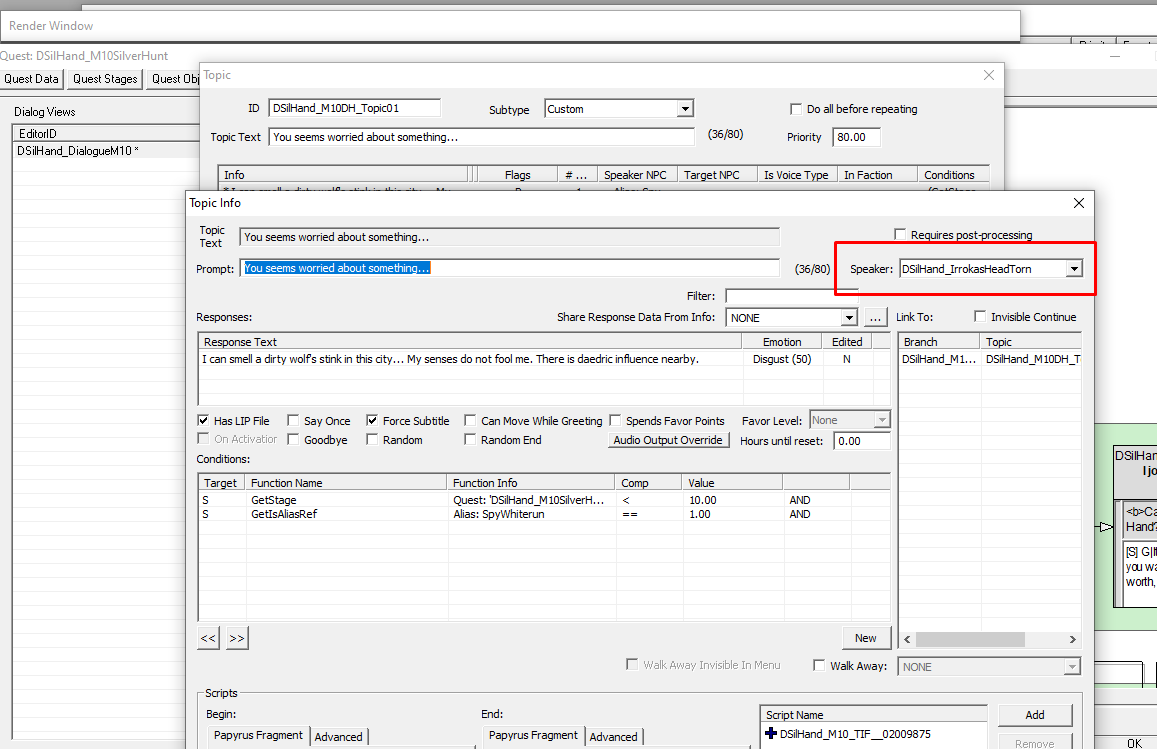 Render Window
Quest: DSilHand_M10SilverHunt
Quest Data Quest Stages Quest Obj
Topic
ID DSilHand_M10DH_Topic01 Subtype Custom Do all before repeating
Dialog Views
Topic Text You seems worried about something... (36/80) Priority 80.00
EditorID
DSilHand_DialogueM10 *
Info Flags # ... Speaker NPC Target NPC Is Voice Type In Faction Conditions
Topic Info
Topic Text You seems worried about something... Requires post-processing
Prompt: You seems worried about something... (36/80) Speaker: DSilHand_IrrokasHeadTorn
Filter:
Responses: Share Response Data From Info: NONE ... Link To: Invisible Continue
Response Text Emotion Edited Branch Topic
I can smell a dirty wolf's stink in this city... My senses do not fool me. There is daedric influence nearby. Disgust (50) N DSilHand_M1... DSilHand_M10DH_T
Has LIP File Say Once Force Subtitle Can Move While Greeting Spends Favor Points Favor Level: None
On Activation Goodbye Random Random End Audio Output Override Hours until reset: 0.00
Conditions:
Target Function Name Function Info Comp Value
S GetStage Quest: 'DSilHand_M10SilverH... < 10.00 AND
S GetIsAliasRef Alias: SpyWhiterun == 1.00 AND
DSilHan
I jo
<b>Ca
Hand?
[S] G|It
you wa
worth,
<< >> New
Walk Away Invisible In Menu Walk Away: NONE
Scripts
Begin: End: Script Name Add
Papyrus Fragment Advanced Papyrus Fragment Advanced DSilHand_M10_TIF__02009875
Remove
OK